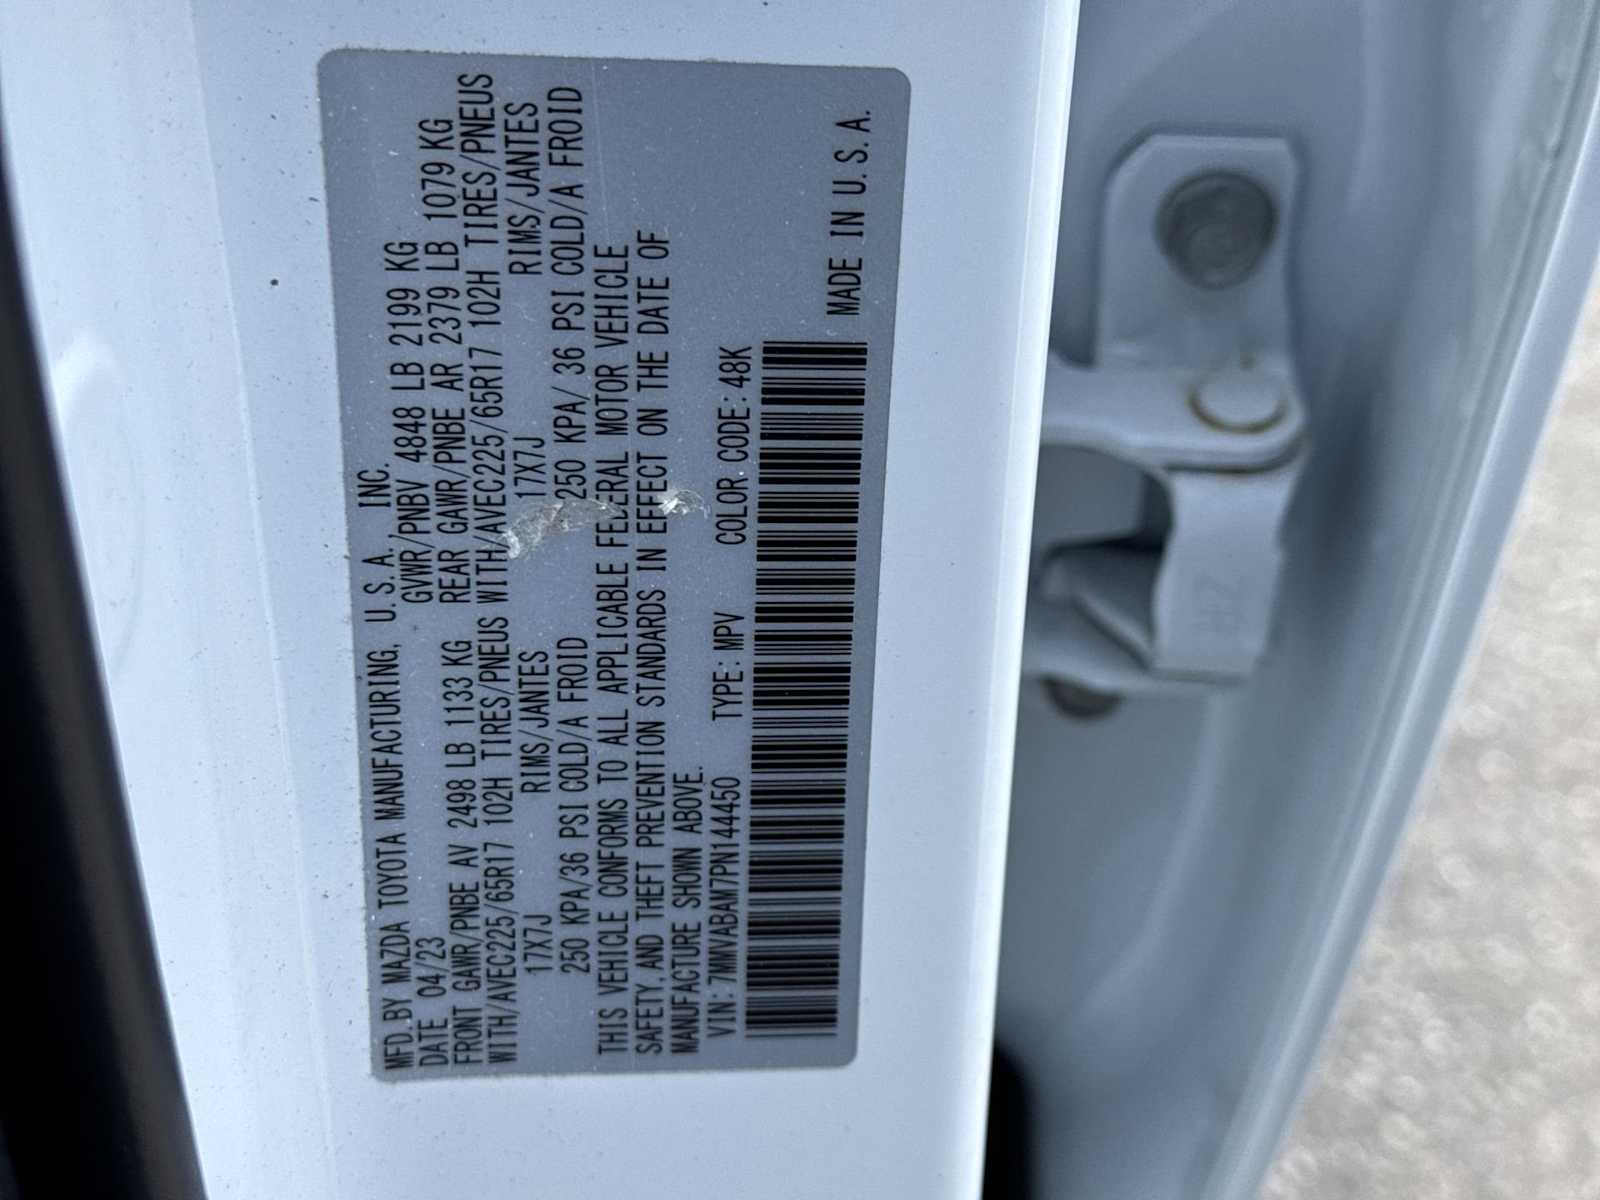 MFD.BY MAZDA TOYOTA MANUFACTURING, U.S.A., INC.
DATE 04/23 GVWR/PNBV 4848 LB 2199 KG
FRONT GAWR/PNBE AV 2498 LB 1133 KG REAR GAWR/PNBE AR 2379 LB 1079 KG
WITH/AVEC225/65R17 102H TIRES/PNEUS WITH/AVEC225/65R17 102H TIRES/PNEUS
17X7J RIMS/JANTES 17X7J RIMS/JANTES
250 KPA/36 PSI COLD/A FROID 250 KPA/ 36 PSI COLD/A FROID
THIS VEHICLE CONFORMS TO ALL APPLICABLE FEDERAL MOTOR VEHICLE
SAFETY, AND THEFT PREVENTION STANDARDS IN EFFECT ON THE DATE OF
MANUFACTURE SHOWN ABOVE.
VIN:7MMVABAM7PN144450 TYPE: MPV COLOR CODE:48K
MADE IN U.S.A.